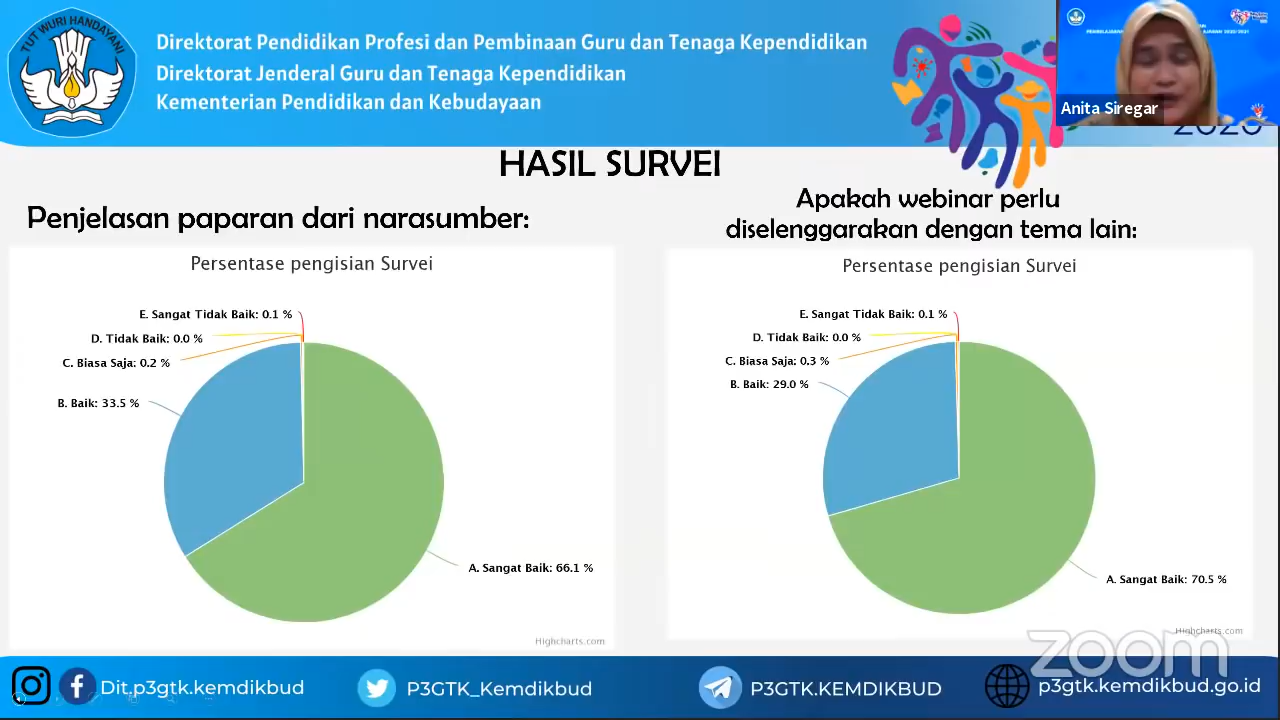 TUT WURI HANDAYANI
Direktorat Pendidikan Profesi dan Pembinaan Guru dan Tenaga Kependidikan
Direktorat Jenderal Guru dan Tenaga Kependidikan
Kementerian Pendidikan dan Kebudayaan
Anita Siregar
HASIL SURVEI
Penjelasan paparan dari narasumber:
Persentase pengisian Survei
E. Sangat Tidak Baik: 0.1 %
D. Tidak Baik: 0.0 %
C. Biasa Saja: 0.2 %
B. Baik: 33.5 %
A. Sangat Baik: 66.1 %
Highcharts.com
Apakah webinar perlu
diselenggarakan dengan tema lain:
Persentase pengisian Survei
E. Sangat Tidak Baik: 0.1 %
D. Tidak Baik: 0.0 %
C. Biasa Saja: 0.3 %
B. Baik: 29.0 %
A. Sangat Baik: 70.5 %
Highcharts.com
zoom
Dit.p3gtk.kemdikbud
P3GTK_Kemdikbud
P3GTK.KEMDIKBUD
p3gtk.kemdikbud.go.id